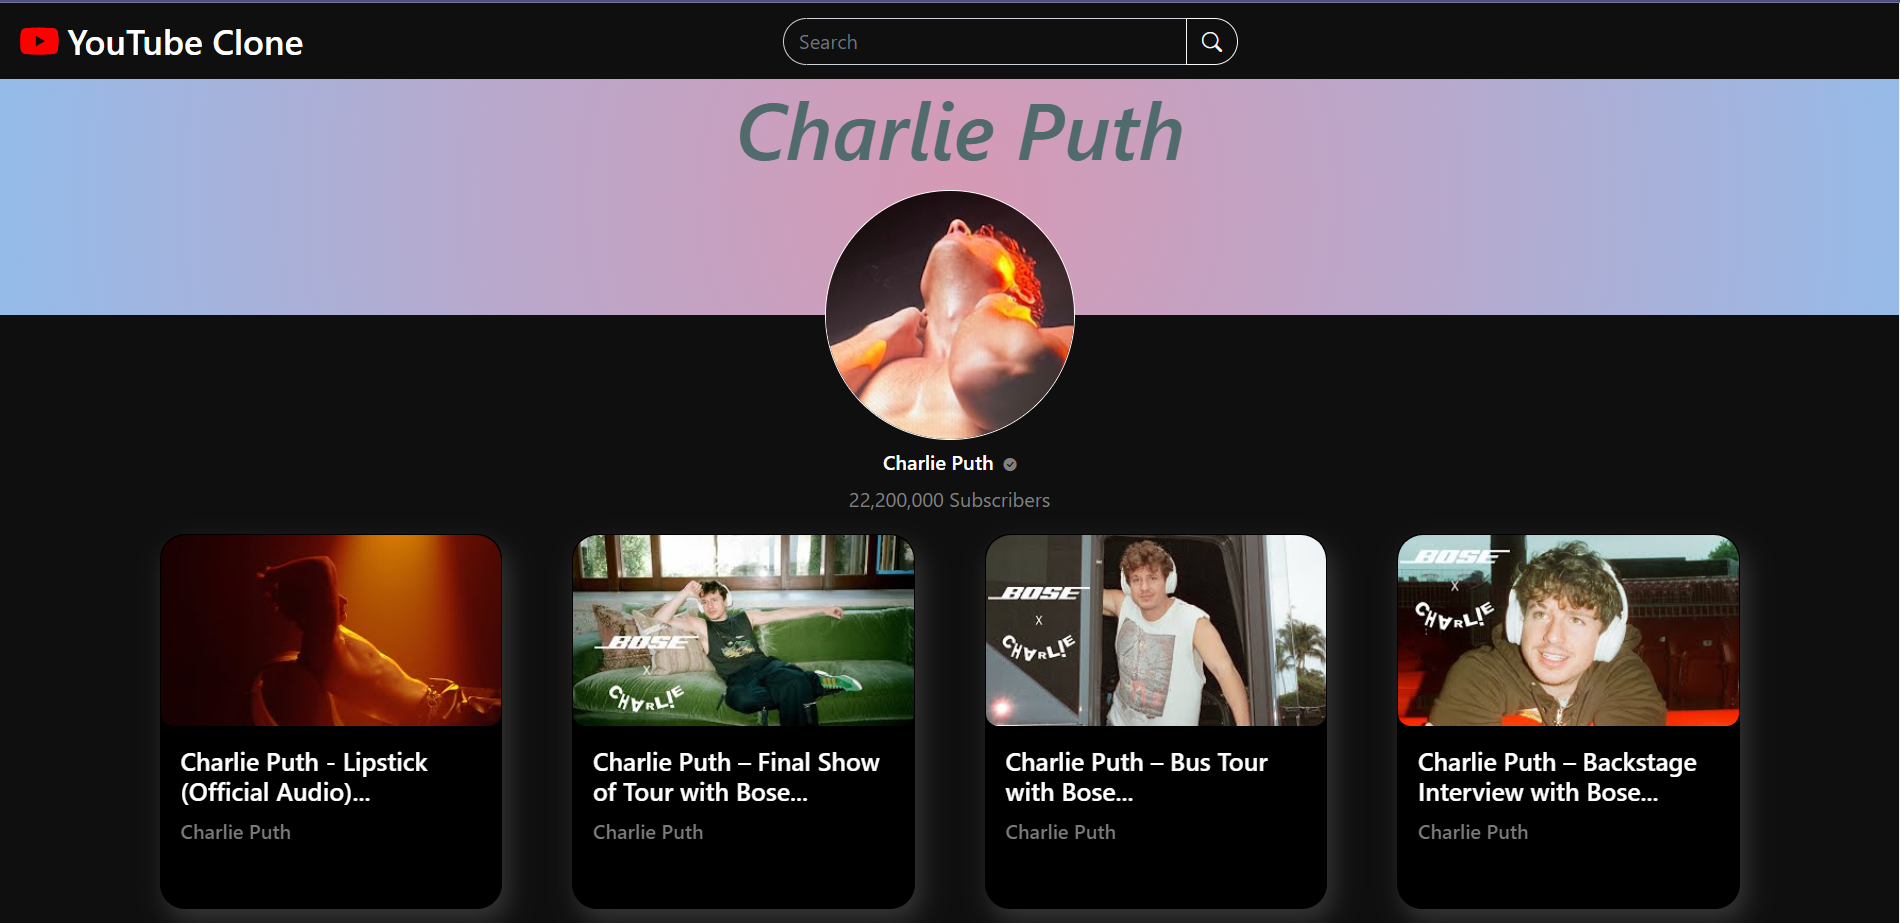 YouTube Clone
Search
Charlie Puth
Charlie Puth
22,200,000 Subscribers
Charlie Puth - Lipstick
(Official Audio)...
Charlie Puth
BOSE
X
CHARLIE
Charlie Puth – Final Show
of Tour with Bose...
Charlie Puth
BOSE
X
CHARLIE
Charlie Puth – Bus Tour
with Bose...
Charlie Puth
BOSE
X
CHARLIE
Charlie Puth – Backstage
Interview with Bose...
Charlie Puth